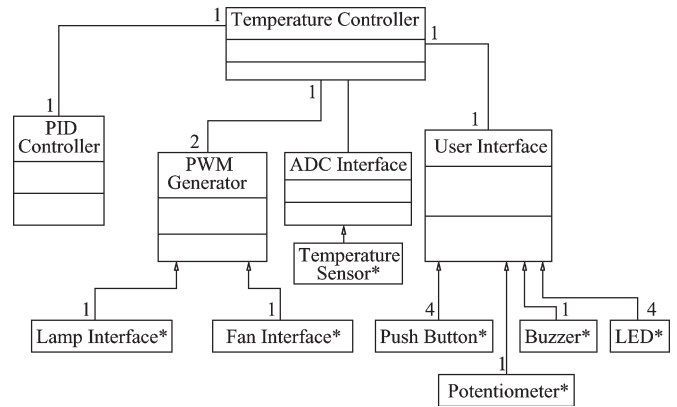 Temperature Controller
1
1
1
1
PID
Controller
2
PWM
Generator
ADC Interface
1
User Interface
Temperature
Sensor*
1
Lamp Interface*
1
Fan Interface*
4
Push Button*
1
Potentiometer*
1
Buzzer*
4
LED*